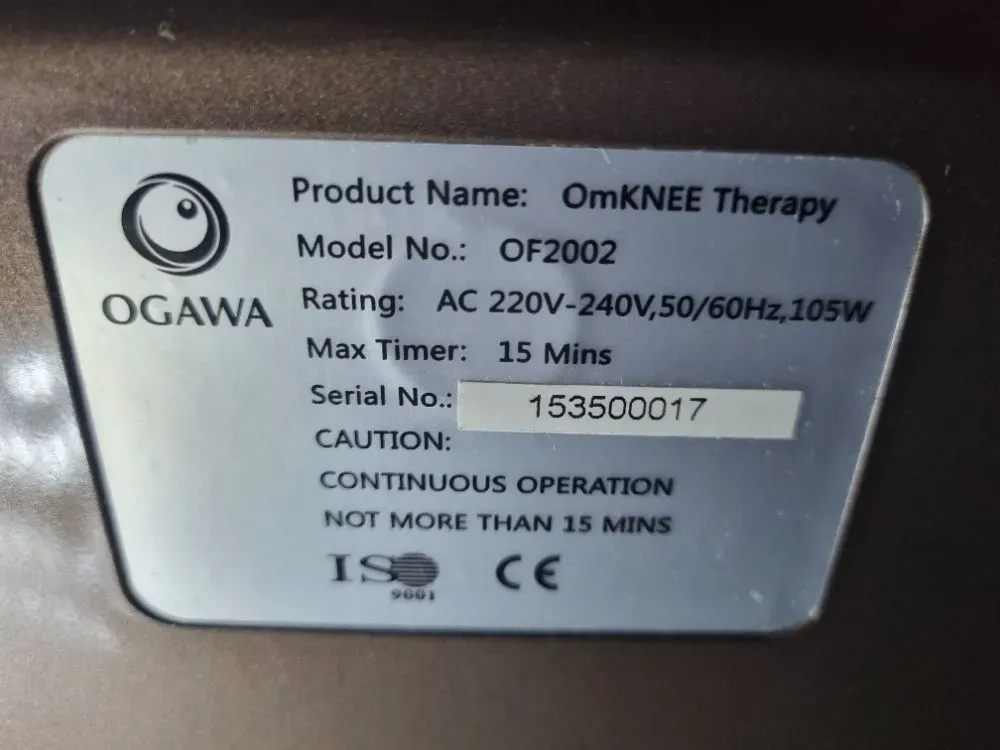 OGAWA
Product Name: OmKNEE Therapy
Model No.: OF2002
Rating: AC 220V-240V,50/60Hz,105W
Max Timer: 15 Mins
Serial No.: 153500017
CAUTION:
CONTINUOUS OPERATION
NOT MORE THAN 15 MINS
ISO CE
9001